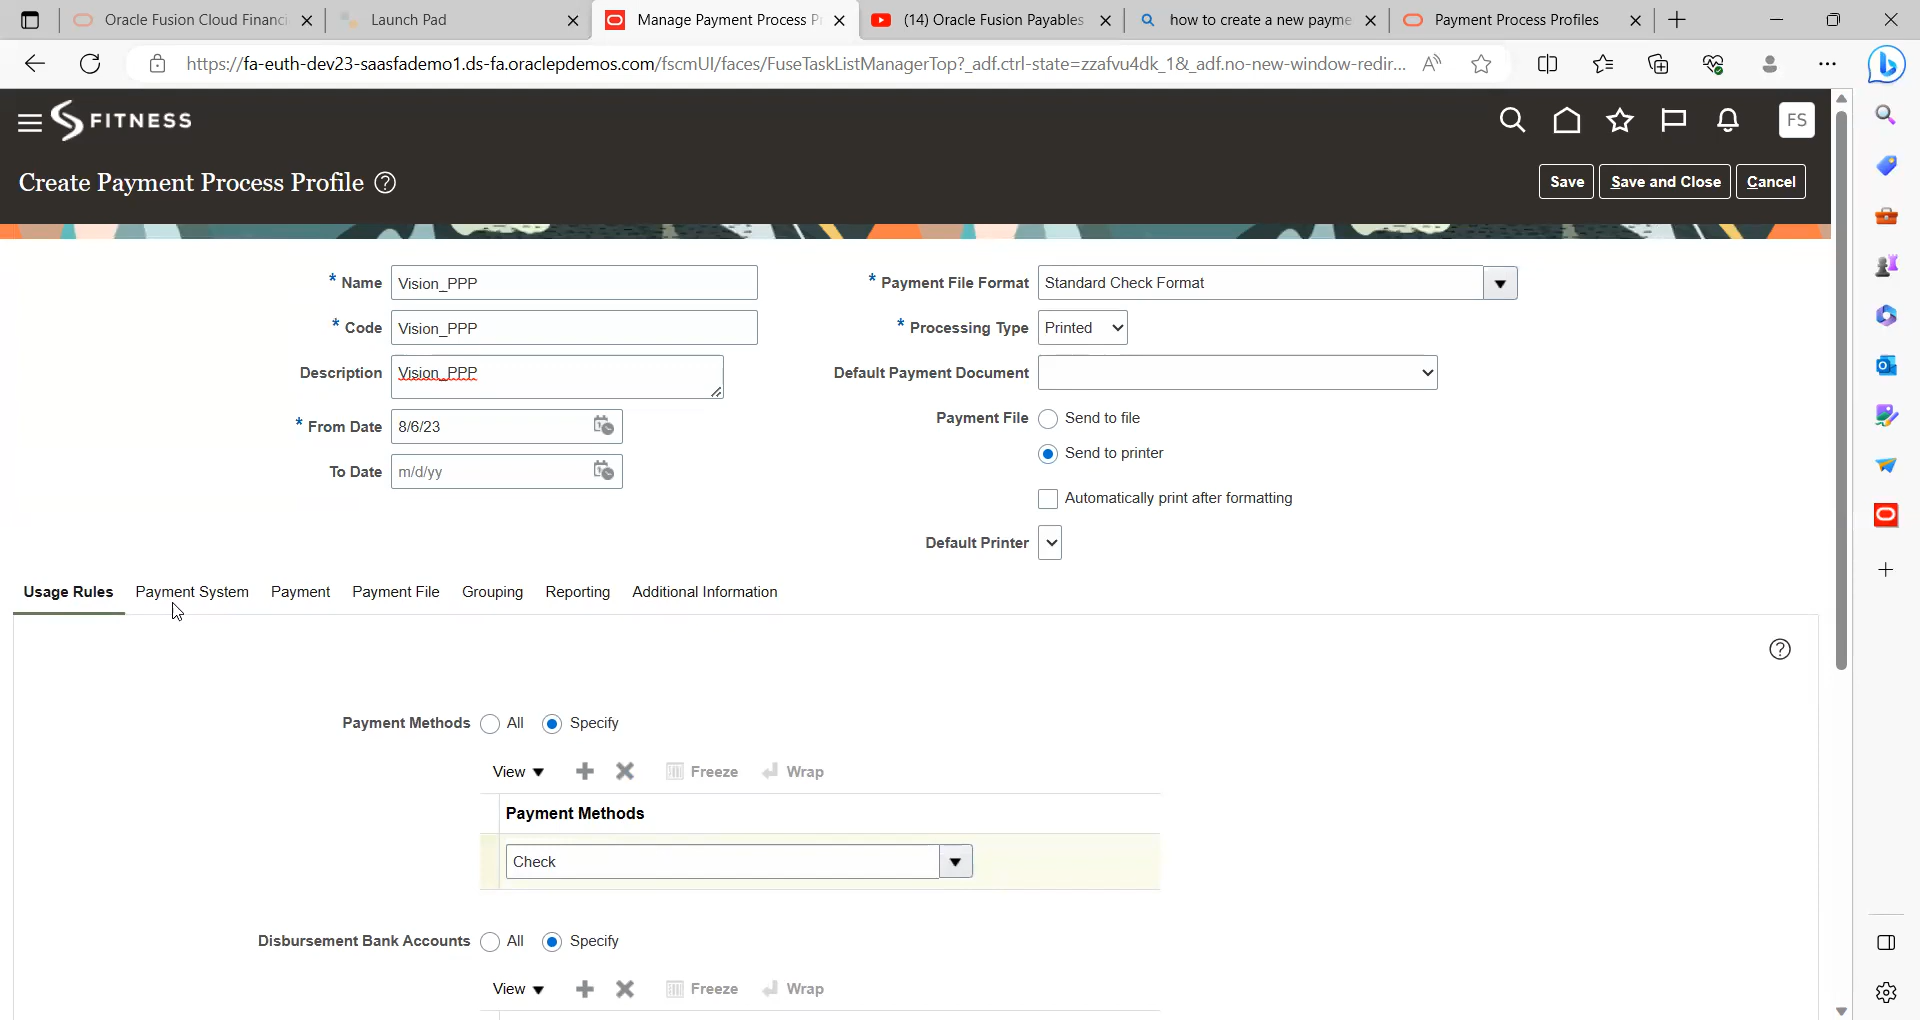 Oracle Fusion Cloud Financi
Launch Pad
Manage Payment Process P
(14) Oracle Fusion Payables
how to create a new payme
Payment Process Profiles
https://fa-euth-dev23-saasfademo1.ds-fa.oraclepdemos.com/fscmUI/faces/FuseTaskListManagerTop?_adf.ctrl-state=zzafvu4dk_1&_adf.no-new-window-redir...
FITNESS
FS
Create Payment Process Profile
Save
Save and Close
Cancel
* Name Vision_PPP
* Code Vision_PPP
Description Vision_PPP
* From Date 8/6/23
To Date m/d/yy
* Payment File Format Standard Check Format
* Processing Type Printed
Default Payment Document
Payment File Send to file
Send to printer
Automatically print after formatting
Default Printer
Usage Rules Payment System Payment Payment File Grouping Reporting Additional Information
Payment Methods All Specify
View Freeze Wrap
Payment Methods
Check
Disbursement Bank Accounts All Specify
View Freeze Wrap